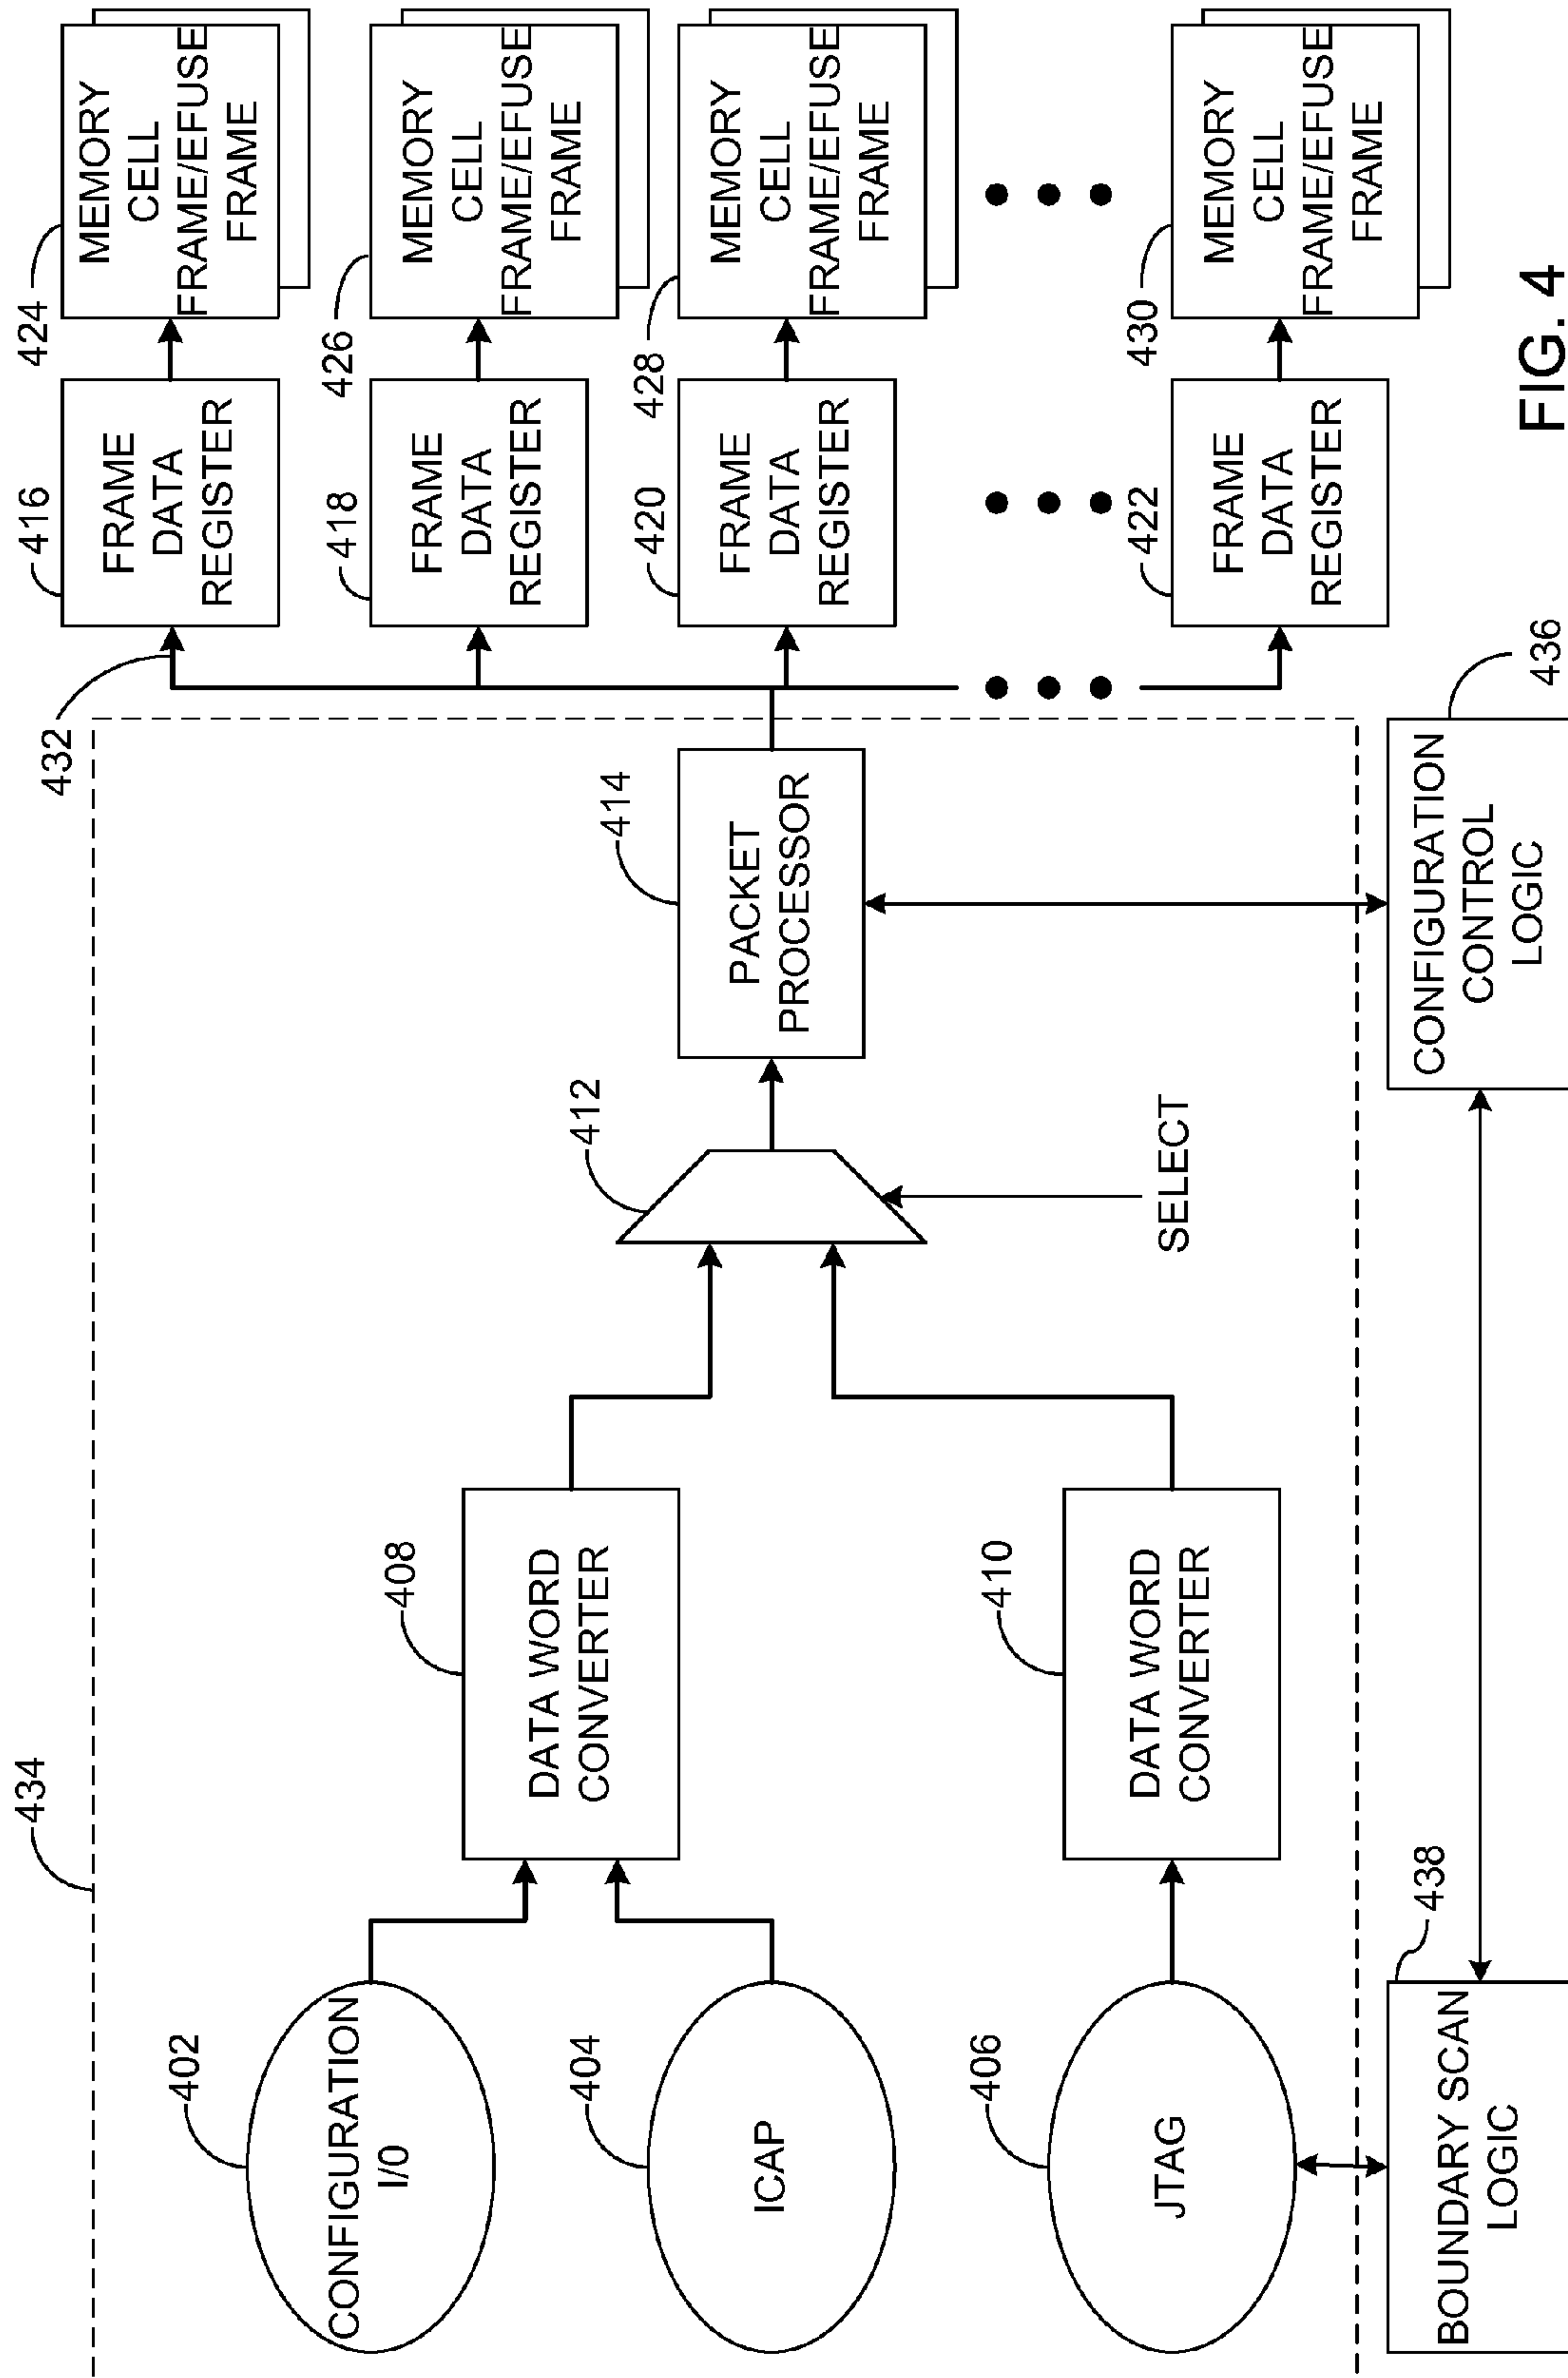 434
402
CONFIGURATION
I/0
404
ICAP
406
JTAG
408
DATA WORD
CONVERTER
410
DATA WORD
CONVERTER
412
SELECT
414
PACKET
PROCESSOR
432
416
FRAME
DATA
REGISTER
418
FRAME
DATA
REGISTER
420
FRAME
DATA
REGISTER
422
FRAME
DATA
REGISTER
424
MEMORY
CELL
FRAME/EFUSE
FRAME
426
MEMORY
CELL
FRAME/EFUSE
FRAME
428
MEMORY
CELL
FRAME/EFUSE
FRAME
430
MEMORY
CELL
FRAME/EFUSE
FRAME
438
BOUNDARY SCAN
LOGIC
436
CONFIGURATION
CONTROL
LOGIC
FIG. 4